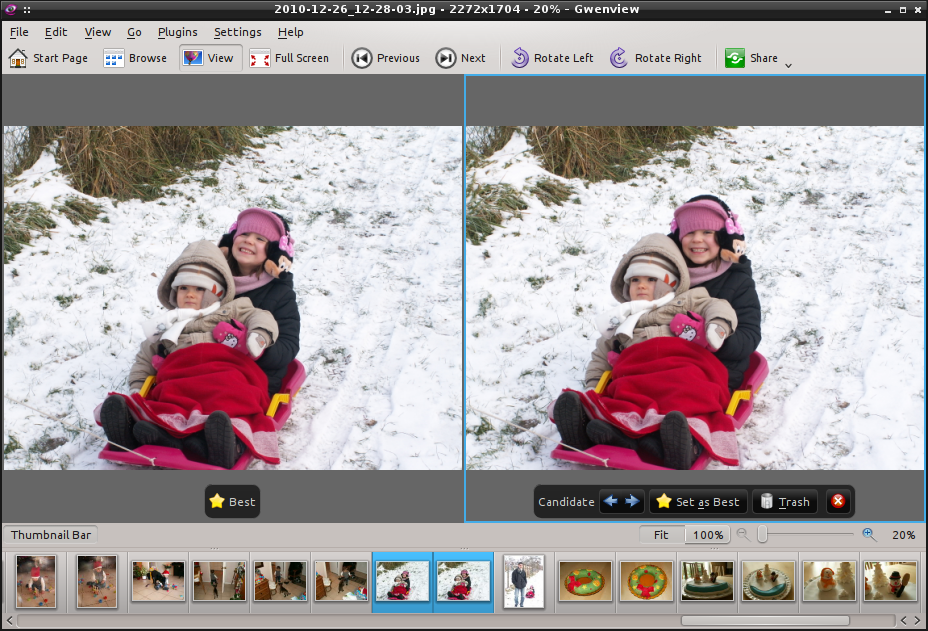 2010-12-26_12-28-03.jpg - 2272x1704 - 20% - Gwenview
File Edit View Go Plugins Settings Help
Start Page Browse View Full Screen Previous Next Rotate Left Rotate Right Share
Best
Candidate Set as Best Trash
Thumbnail Bar Fit 100% 20%